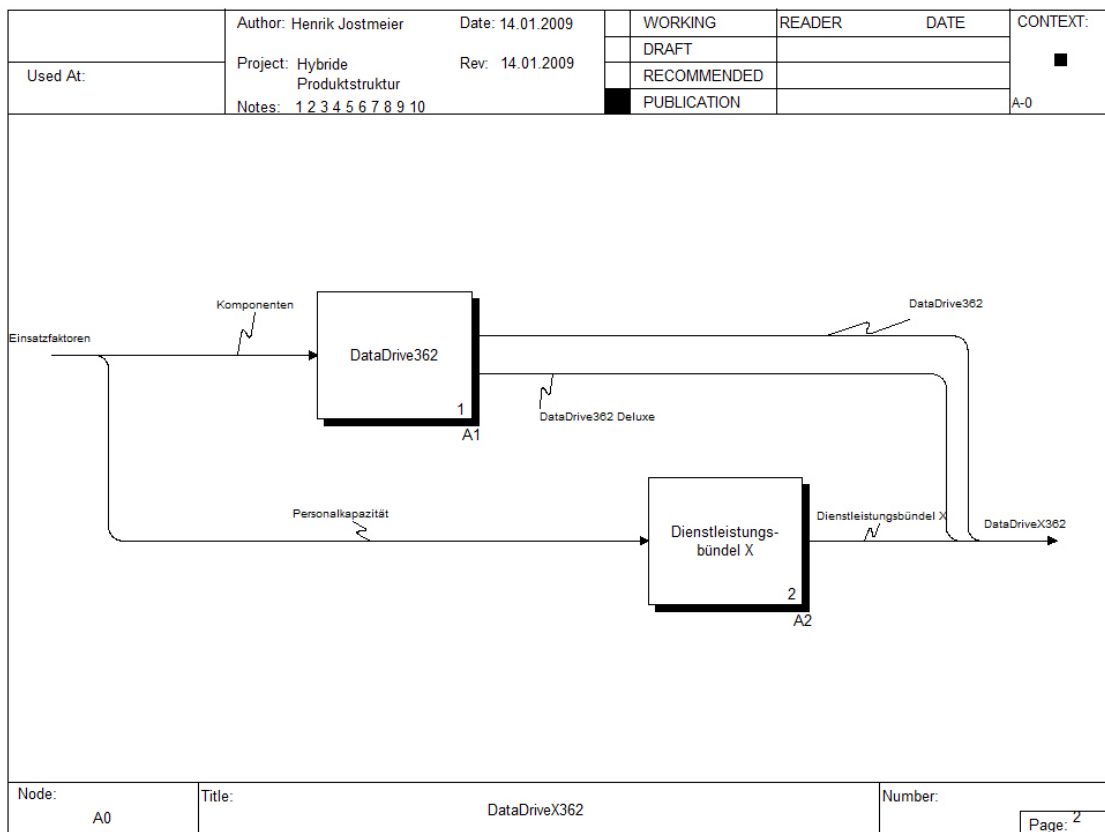 Used At:
Author: Henrik Jostmeier
Date: 14.01.2009
Project: Hybride
Produktstruktur
Rev: 14.01.2009
Notes: 1 2 3 4 5 6 7 8 9 10
WORKING
DRAFT
RECOMMENDED
PUBLICATION
READER
DATE
CONTEXT:
A-0
Komponenten
DataDrive362
Einsatzfaktoren
DataDrive362
1
A1
DataDrive362 Deluxe
Personalkapazität
Dienstleistungs-
bündel X
2
A2
Dienstleistungsbündel X
DataDriveX362
Node:
A0
Title:
DataDriveX362
Number:
Page: 2